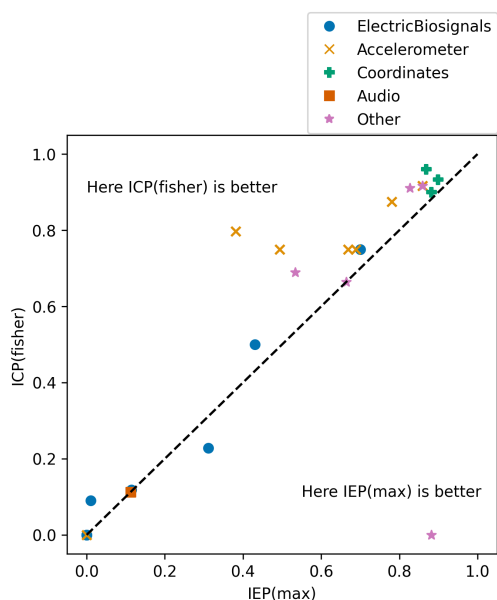 ElectricBiosignals
Accelerometer
Coordinates
Audio
Other
1.0
Here ICP(fisher) is better
0.8
0.6
ICP(fisher)
0.4
0.2
Here IEP(max) is better
0.0
0.0 0.2 0.4 0.6 0.8 1.0
IEP(max)